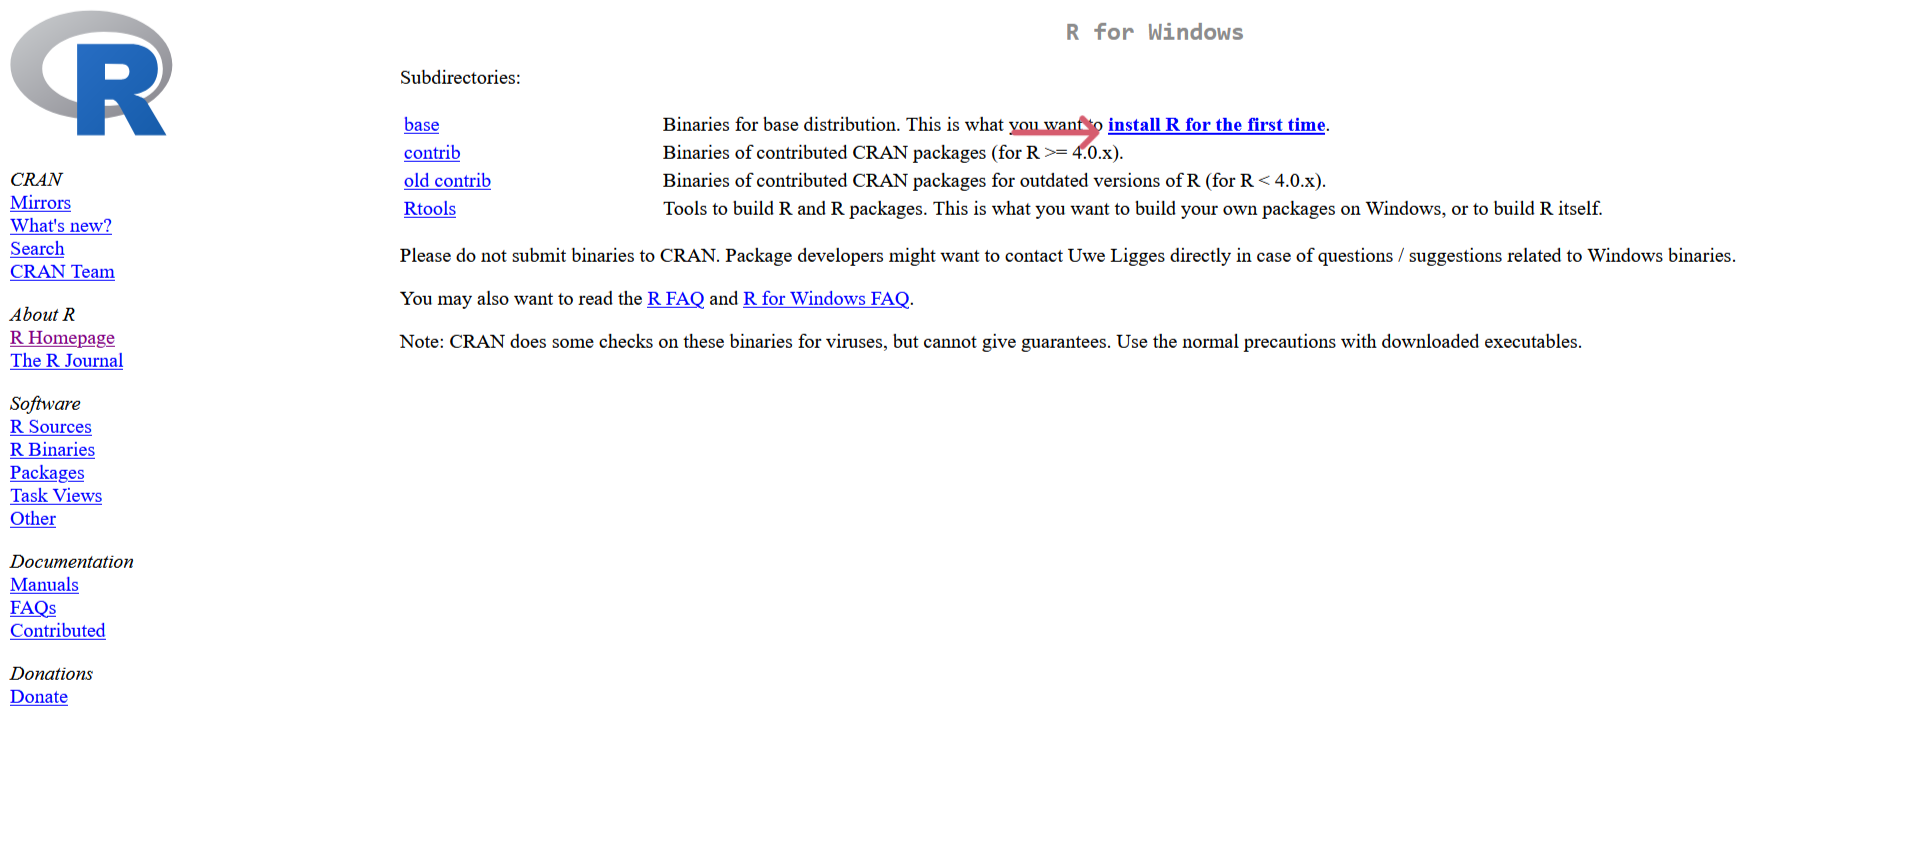 R
R for Windows
Subdirectories:
base Binaries for base distribution. This is what you want to install R for the first time.
contrib Binaries of contributed CRAN packages (for R >= 4.0.x).
old contrib Binaries of contributed CRAN packages for outdated versions of R (for R < 4.0.x).
Rtools Tools to build R and R packages. This is what you want to build your own packages on Windows, or to build R itself.
Please do not submit binaries to CRAN. Package developers might want to contact Uwe Ligges directly in case of questions / suggestions related to Windows binaries.
You may also want to read the R FAQ and R for Windows FAQ.
Note: CRAN does some checks on these binaries for viruses, but cannot give guarantees. Use the normal precautions with downloaded executables.
CRAN
Mirrors
What's new?
Search
CRAN Team
About R
R Homepage
The R Journal
Software
R Sources
R Binaries
Packages
Task Views
Other
Documentation
Manuals
FAQs
Contributed
Donations
Donate